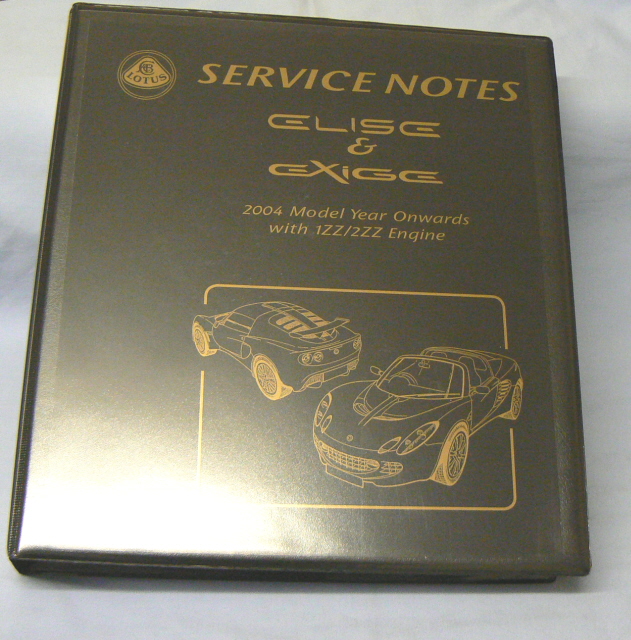 LOTUS
SERVICE NOTES
ELISE
&
EXiGE
2004 Model Year Onwards
with 1ZZ/2ZZ Engine